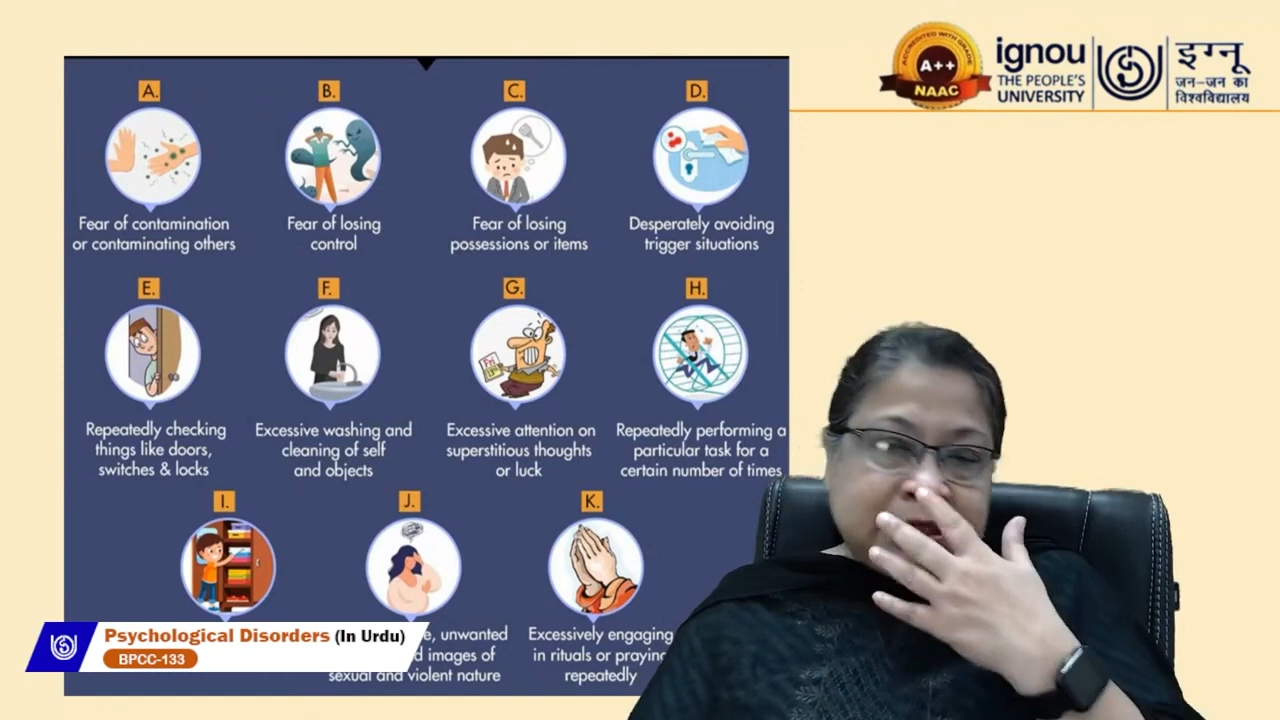 ACCREDITED WITH GRADE
A++
NAAC
ignou
THE PEOPLE'S
UNIVERSITY
इग्नू
जन-जन का
विश्वविद्यालय
A.
Fear of contamination
or contaminating others
B.
Fear of losing
control
C.
Fear of losing
possessions or items
D.
Desperately avoiding
trigger situations
E.
Repeatedly checking
things like doors,
switches & locks
F.
Excessive washing and
cleaning of self
and objects
G.
Fri
13th
Excessive attention on
superstitious thoughts
or luck
H.
Repeatedly performing a
particular task for a
certain number of times
I.
J.
unwanted
images of
sexual and violent nature
K.
Excessively engaging
in rituals or praying
repeatedly
Psychological Disorders (In Urdu)
BPCC-133